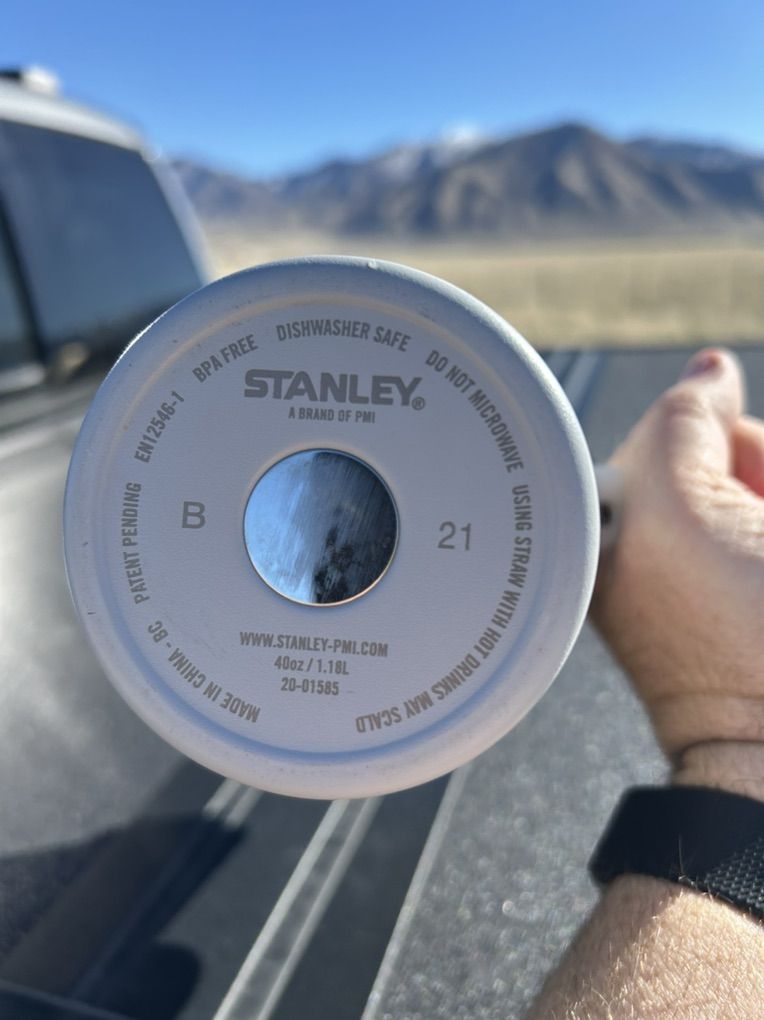 DISHWASHER SAFE
DO NOT MICROWAVE
USING STRAW WITH HOT DRINKS MAY SCALD
MADE IN CHINA - BC
PATENT PENDING
EN12546-1
BPA FREE
STANLEY®
A BRAND OF PMI
B
21
WWW.STANLEY-PMI.COM
40oz / 1.18L
20-01585